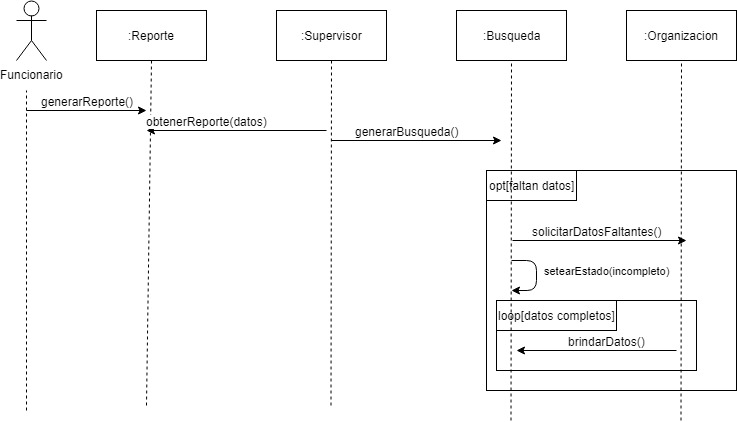 :Reporte
:Supervisor
:Busqueda
:Organizacion
Funcionario
generarReporte()
obtenerReporte(datos)
generarBusqueda()
opt[faltan datos]
solicitarDatosFaltantes()
setearEstado(incompleto)
loop[datos completos]
brindarDatos()